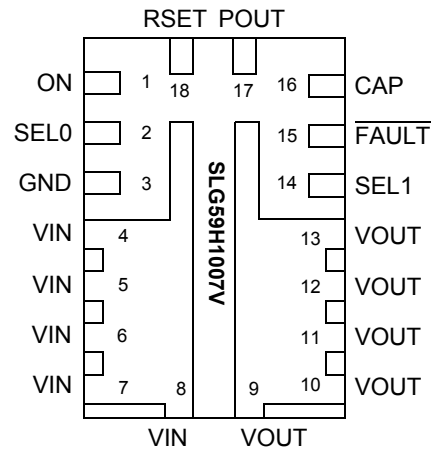 RSET POUT
ON 1 18 17 16 CAP
SEL0 2 15 FAULT
GND 3 14 SEL1
SLG59H1007V
VIN 4 13 VOUT
VIN 5 12 VOUT
VIN 6 11 VOUT
VIN 7 8 9 10 VOUT
VIN VOUT